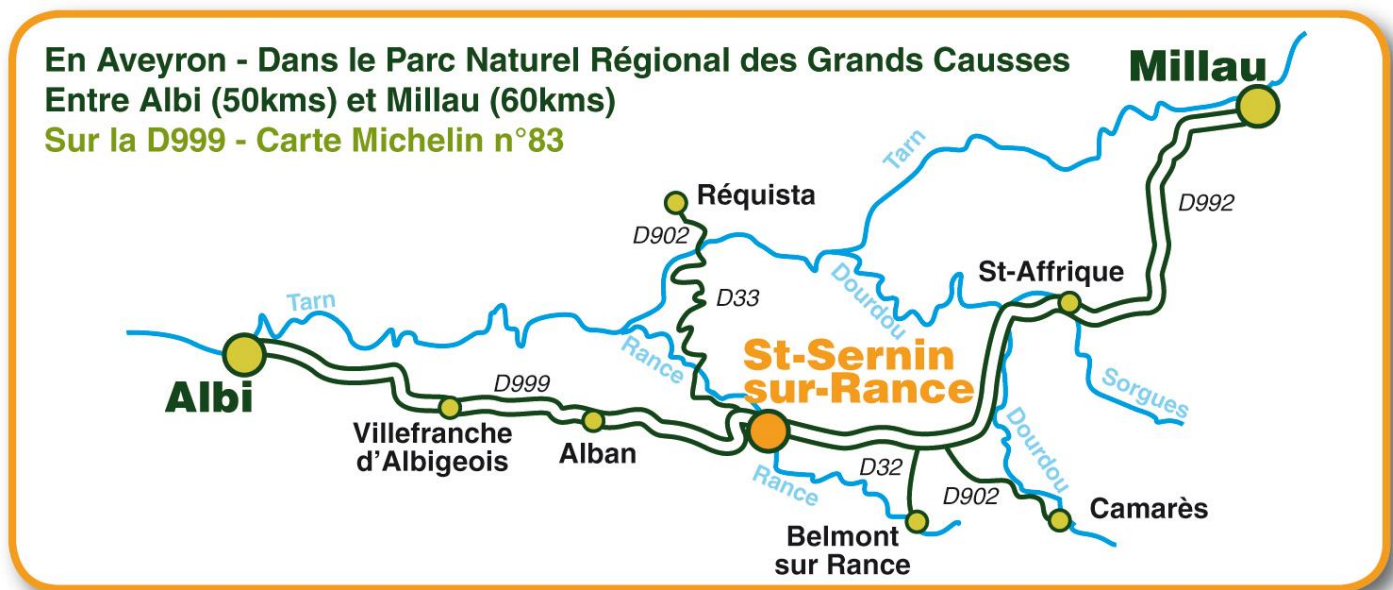 En Aveyron - Dans le Parc Naturel Régional des Grands Causses
Entre Albi (50kms) et Millau (60kms)
Sur la D999 - Carte Michelin n°83
Millau
Tarn
Réquista
D902
D992
St-Affrique
Dourdou
D33
Tarn
Rance
St-Sernin
sur-Rance
Albi
D999
Sorgues
Villefranche
d'Albigeois
Alban
Dourdou
Rance
D32
D902
Camarès
Belmont
sur Rance